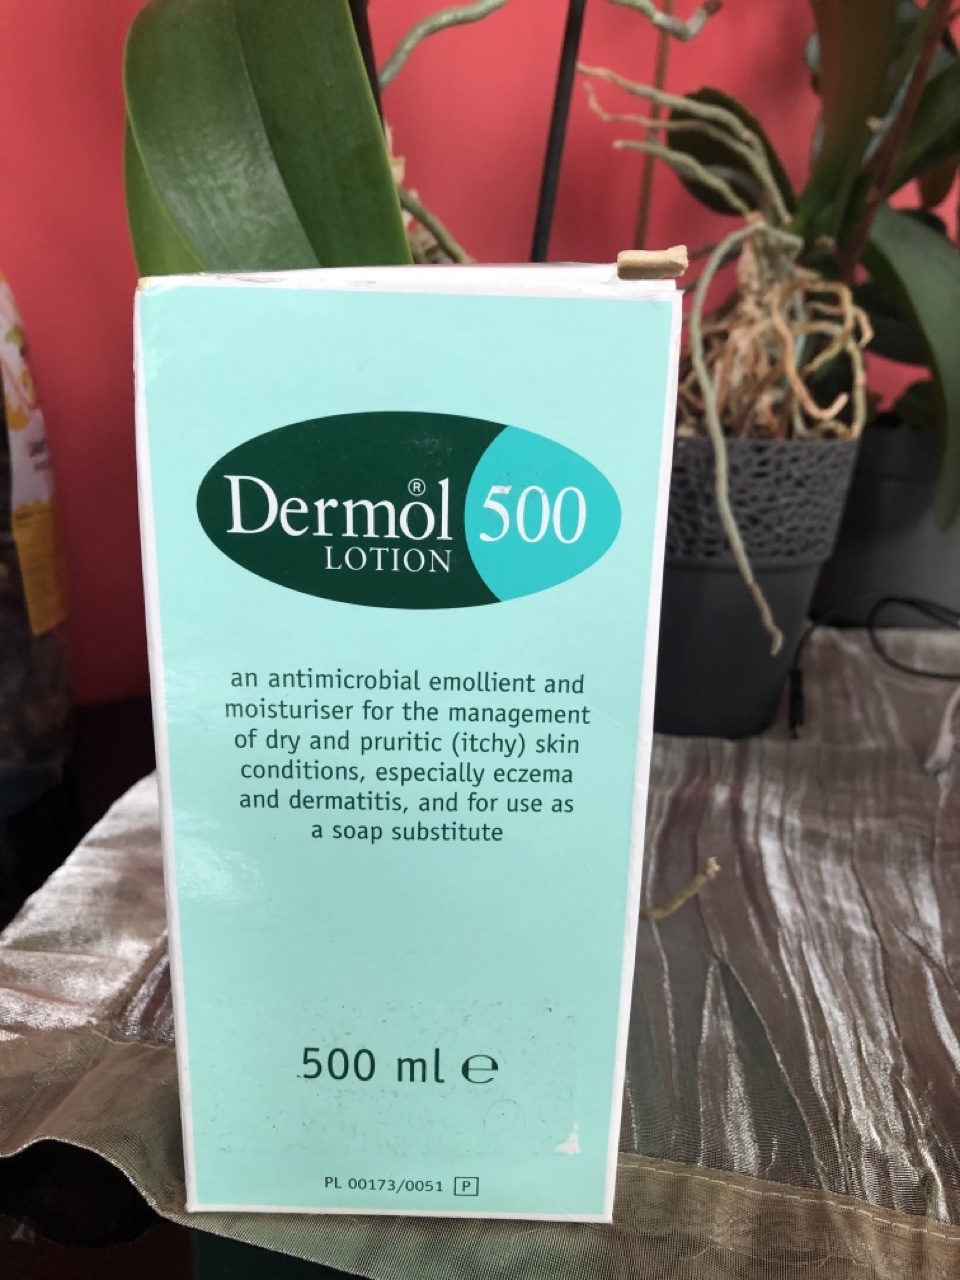 Dermol® 500
LOTION
an antimicrobial emollient and
moisturiser for the management
of dry and pruritic (itchy) skin
conditions, especially eczema
and dermatitis, and for use as
a soap substitute
500 ml e
PL 00173/0051 P